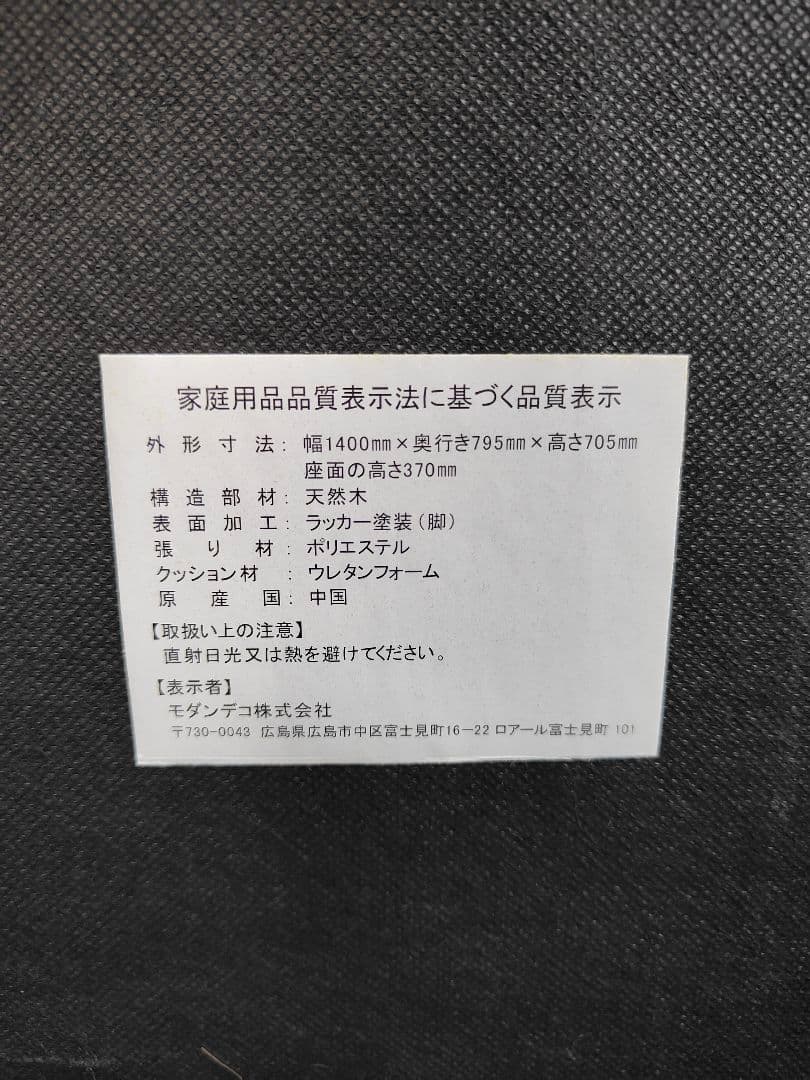 家庭用品品質表示法に基づく品質表示
外形寸法: 幅1400mm×奥行き795mm×高さ705mm
座面の高さ370mm
構造部材: 天然木
表面加工: ラッカー塗装(脚)
張り材: ポリエステル
クッション材: ウレタンフォーム
原産国: 中国
【取扱い上の注意】
直射日光又は熱を避けてください。
【表示者】
モダンデコ株式会社
〒730-0043 広島県広島市中区富士見町16-22 ロアール富士見町 101